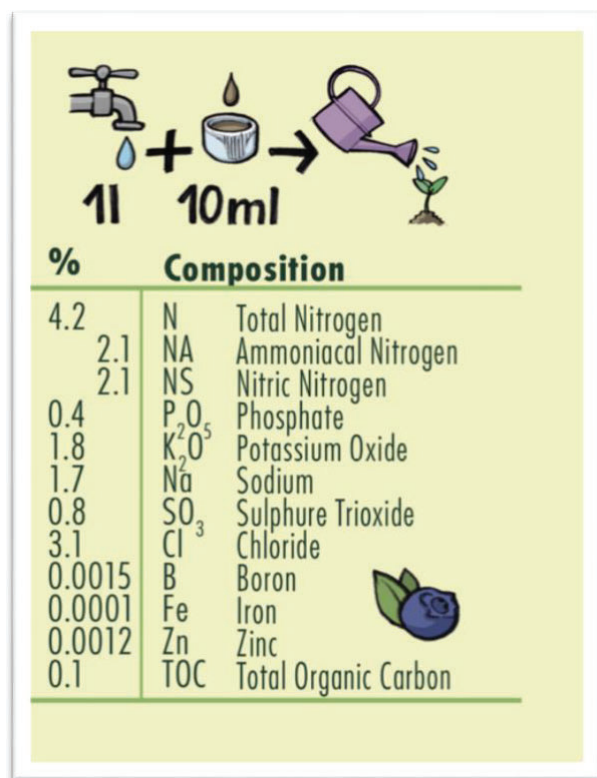 1l + 10ml →
% Composition
4.2 N Total Nitrogen
2.1 NA Ammoniacal Nitrogen
2.1 NS Nitric Nitrogen
0.4 P₂O₅ Phosphate
1.8 K₂O Potassium Oxide
1.7 Na Sodium
0.8 SO₃ Sulphure Trioxide
3.1 Cl Chloride
0.0015 B Boron
0.0001 Fe Iron
0.0012 Zn Zinc
0.1 TOC Total Organic Carbon